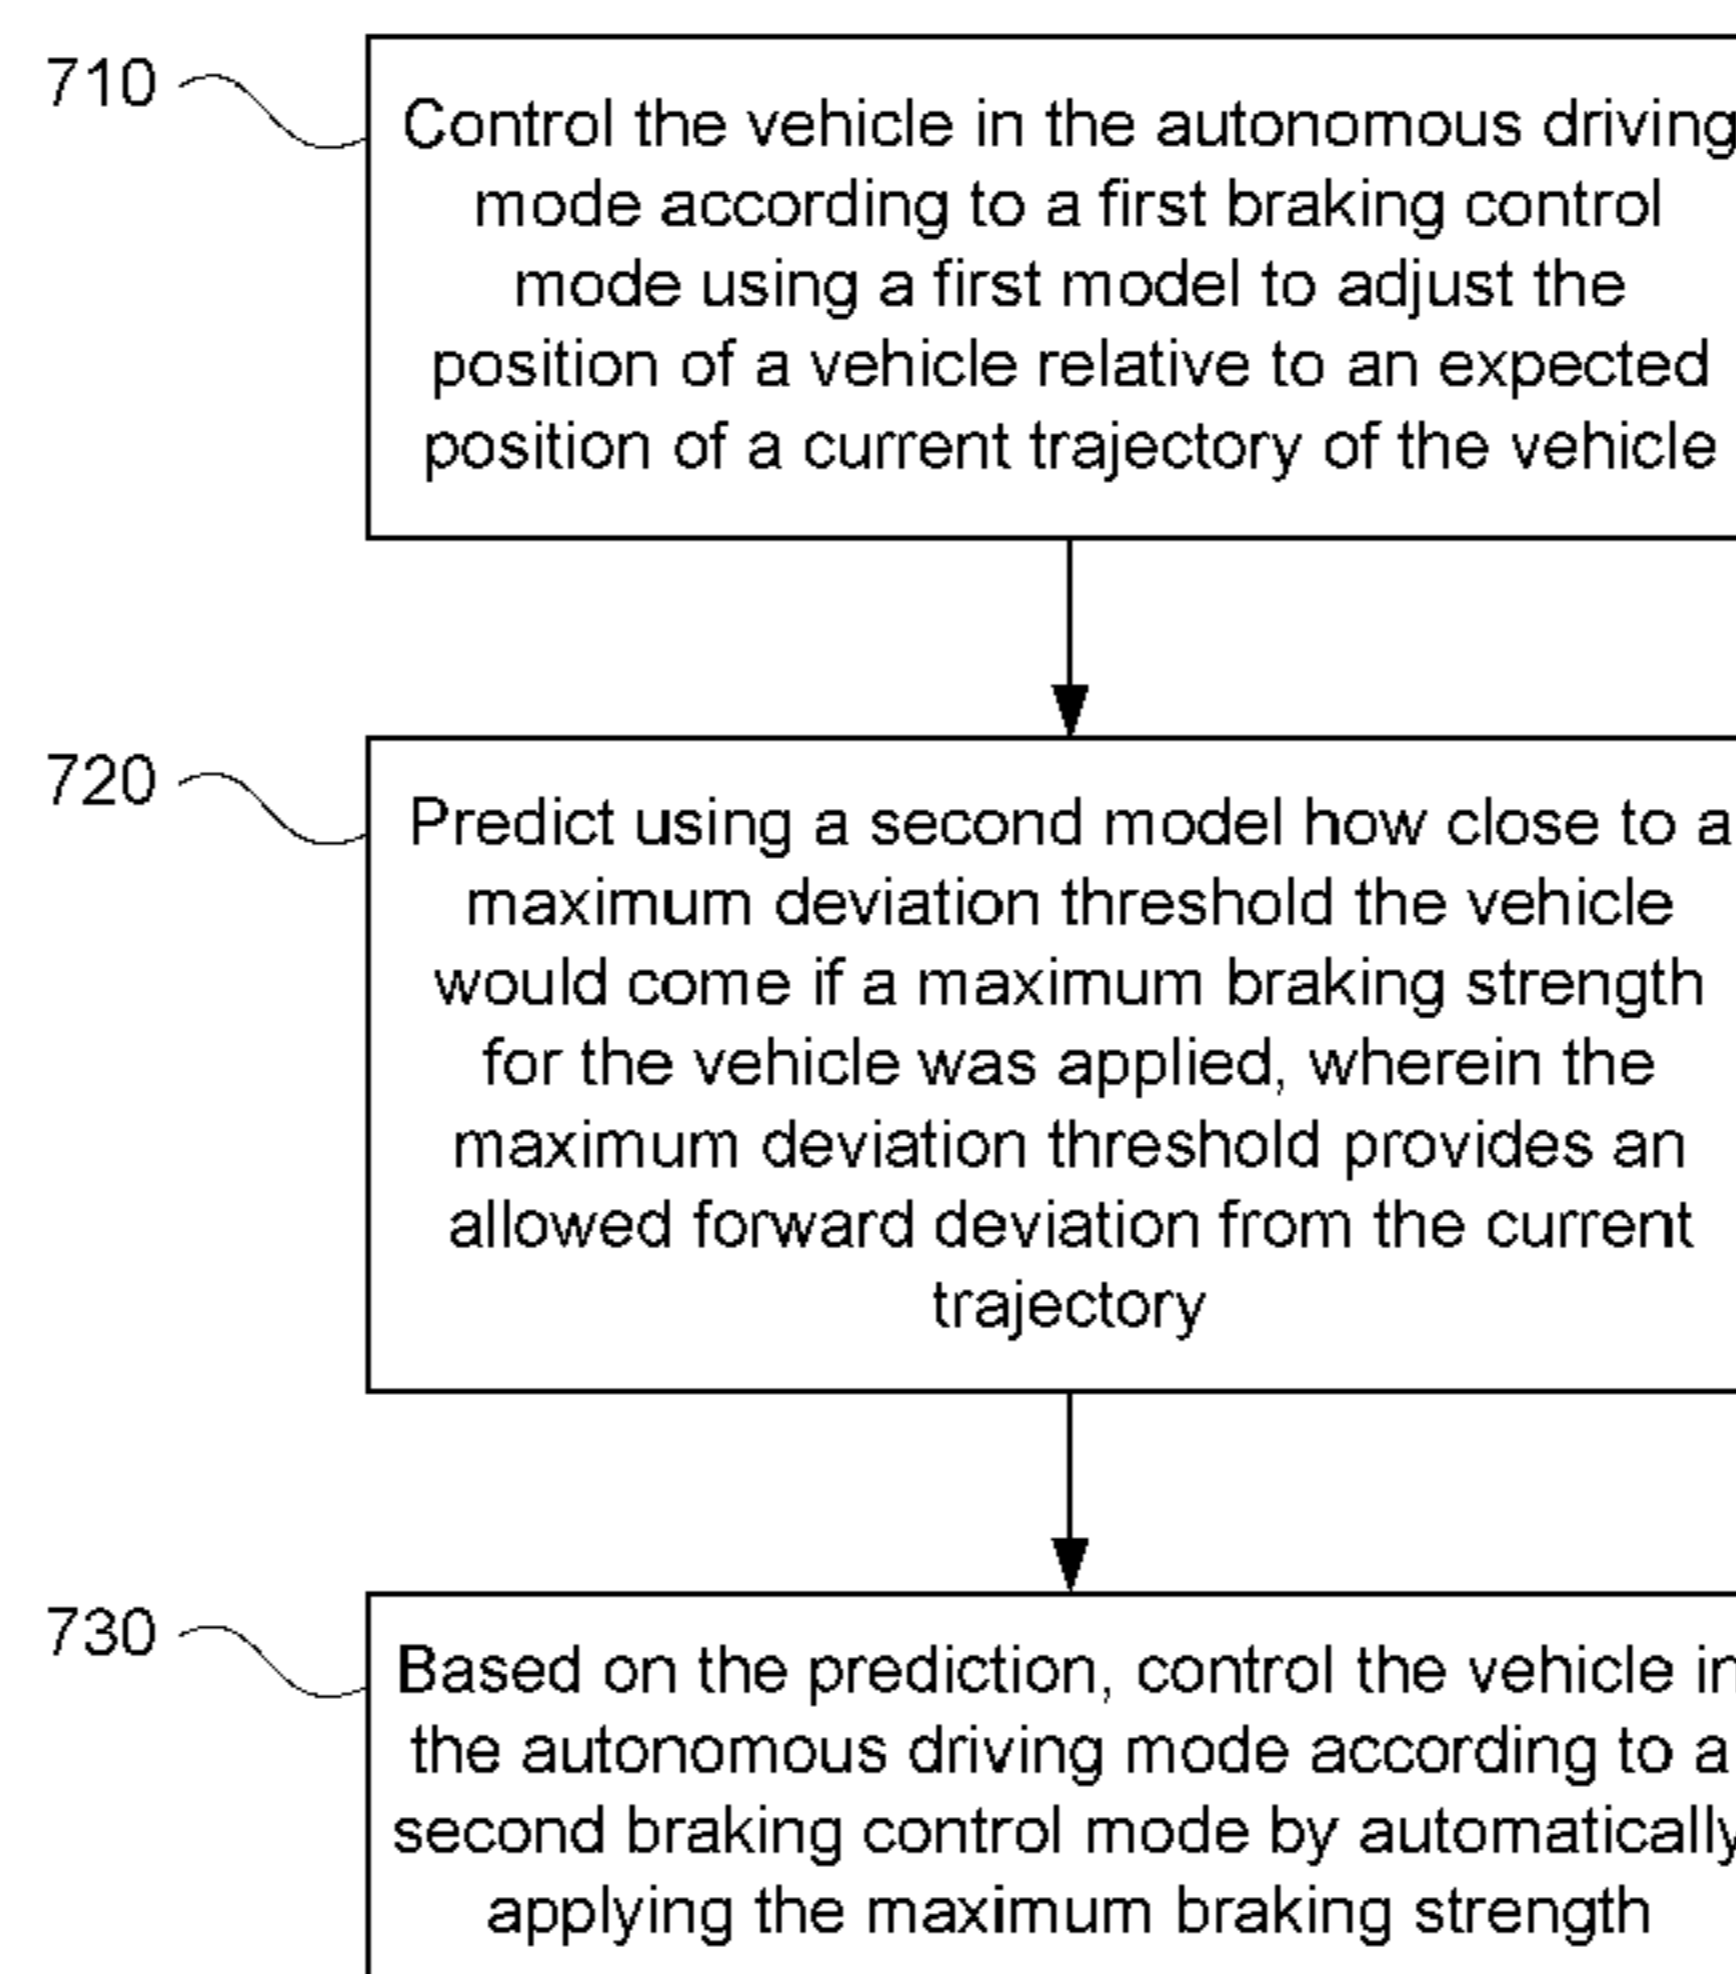 710
Control the vehicle in the autonomous driving
mode according to a first braking control
mode using a first model to adjust the
position of a vehicle relative to an expected
position of a current trajectory of the vehicle
720
Predict using a second model how close to a
maximum deviation threshold the vehicle
would come if a maximum braking strength
for the vehicle was applied, wherein the
maximum deviation threshold provides an
allowed forward deviation from the current
trajectory
730
Based on the prediction, control the vehicle in
the autonomous driving mode according to a
second braking control mode by automatically
applying the maximum braking strength